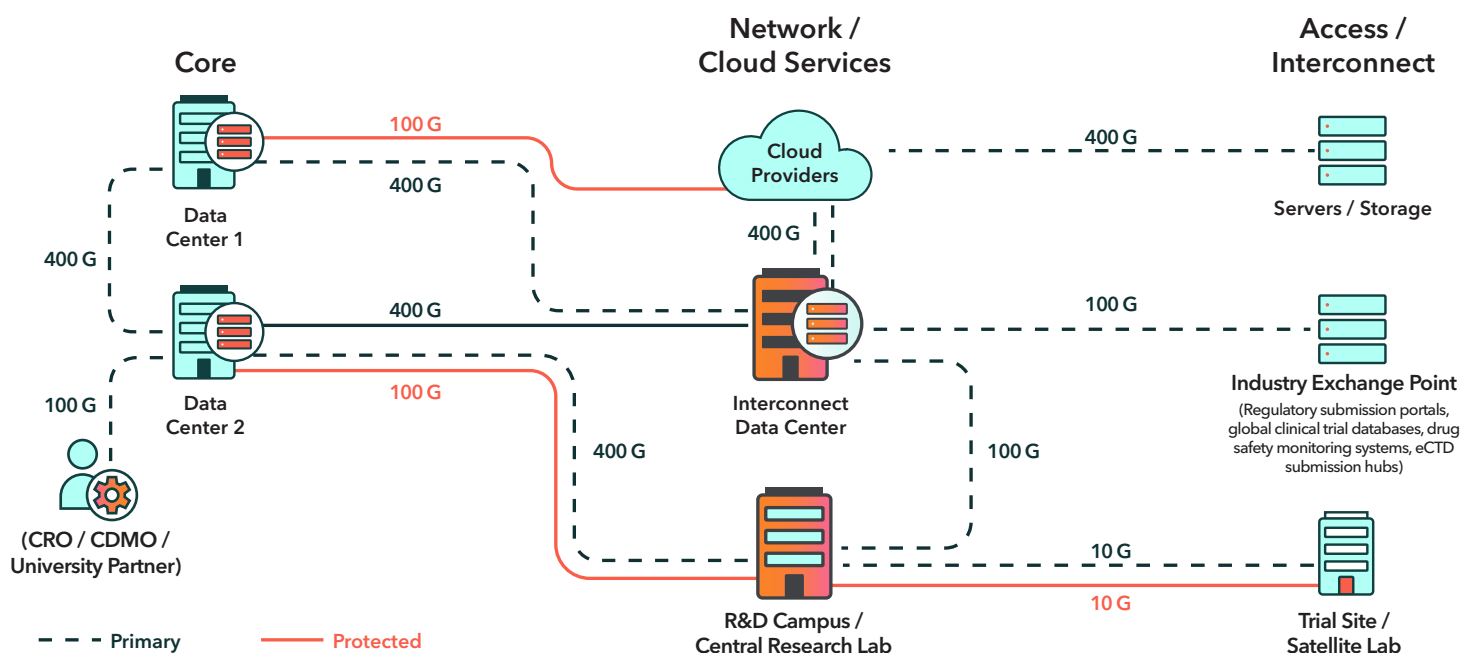 Core
Network /
Cloud Services
Access /
Interconnect
100 G
400 G
Cloud
Providers
400 G
Servers / Storage
Data
Center 1
400 G
400 G
400 G
100 G
Data
Center 2
100 G
100 G
Interconnect
Data Center
Industry Exchange Point
(Regulatory submission portals,
global clinical trial databases, drug
safety monitoring systems, eCTD
submission hubs)
400 G
100 G
(CRO / CDMO /
University Partner)
10 G
10 G
R&D Campus /
Central Research Lab
Trial Site /
Satellite Lab
Primary
Protected